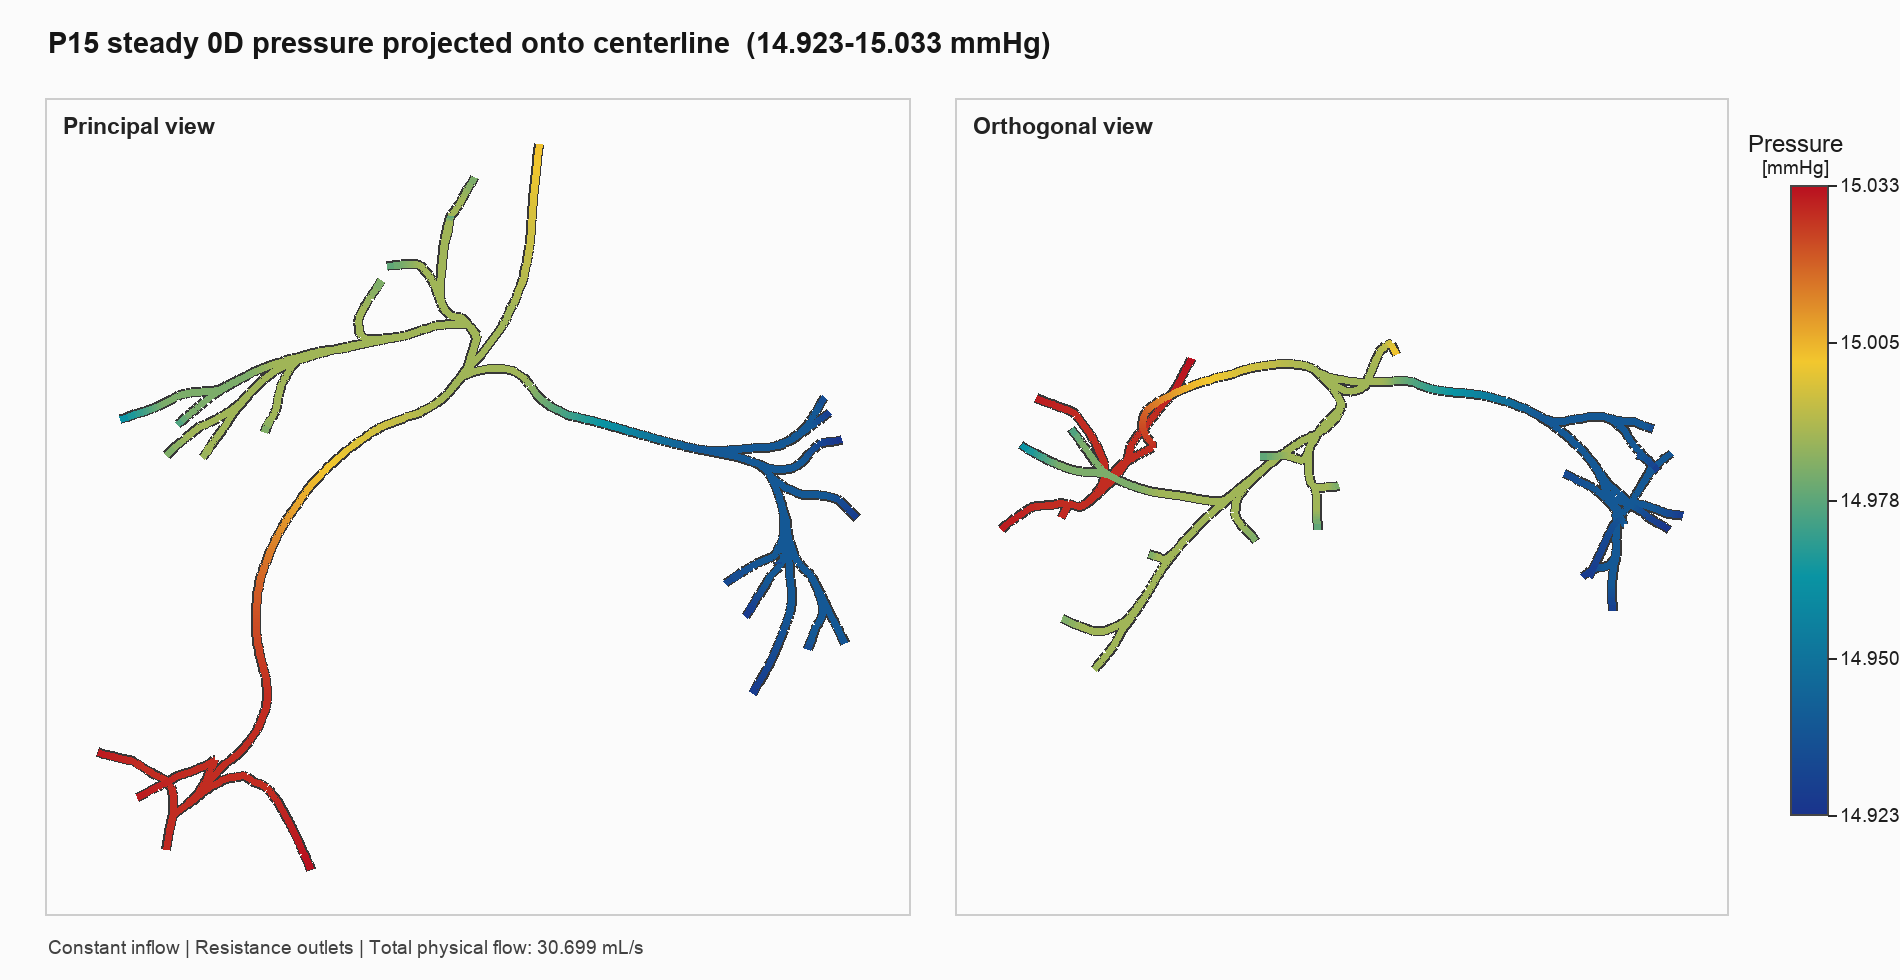 P15 steady 0D pressure projected onto centerline  (14.923-15.033 mmHg)
Principal view
Orthogonal view
Pressure
[mmHg]
15.033
15.005
14.978
14.950
14.923
Constant inflow | Resistance outlets | Total physical flow: 30.699 mL/s